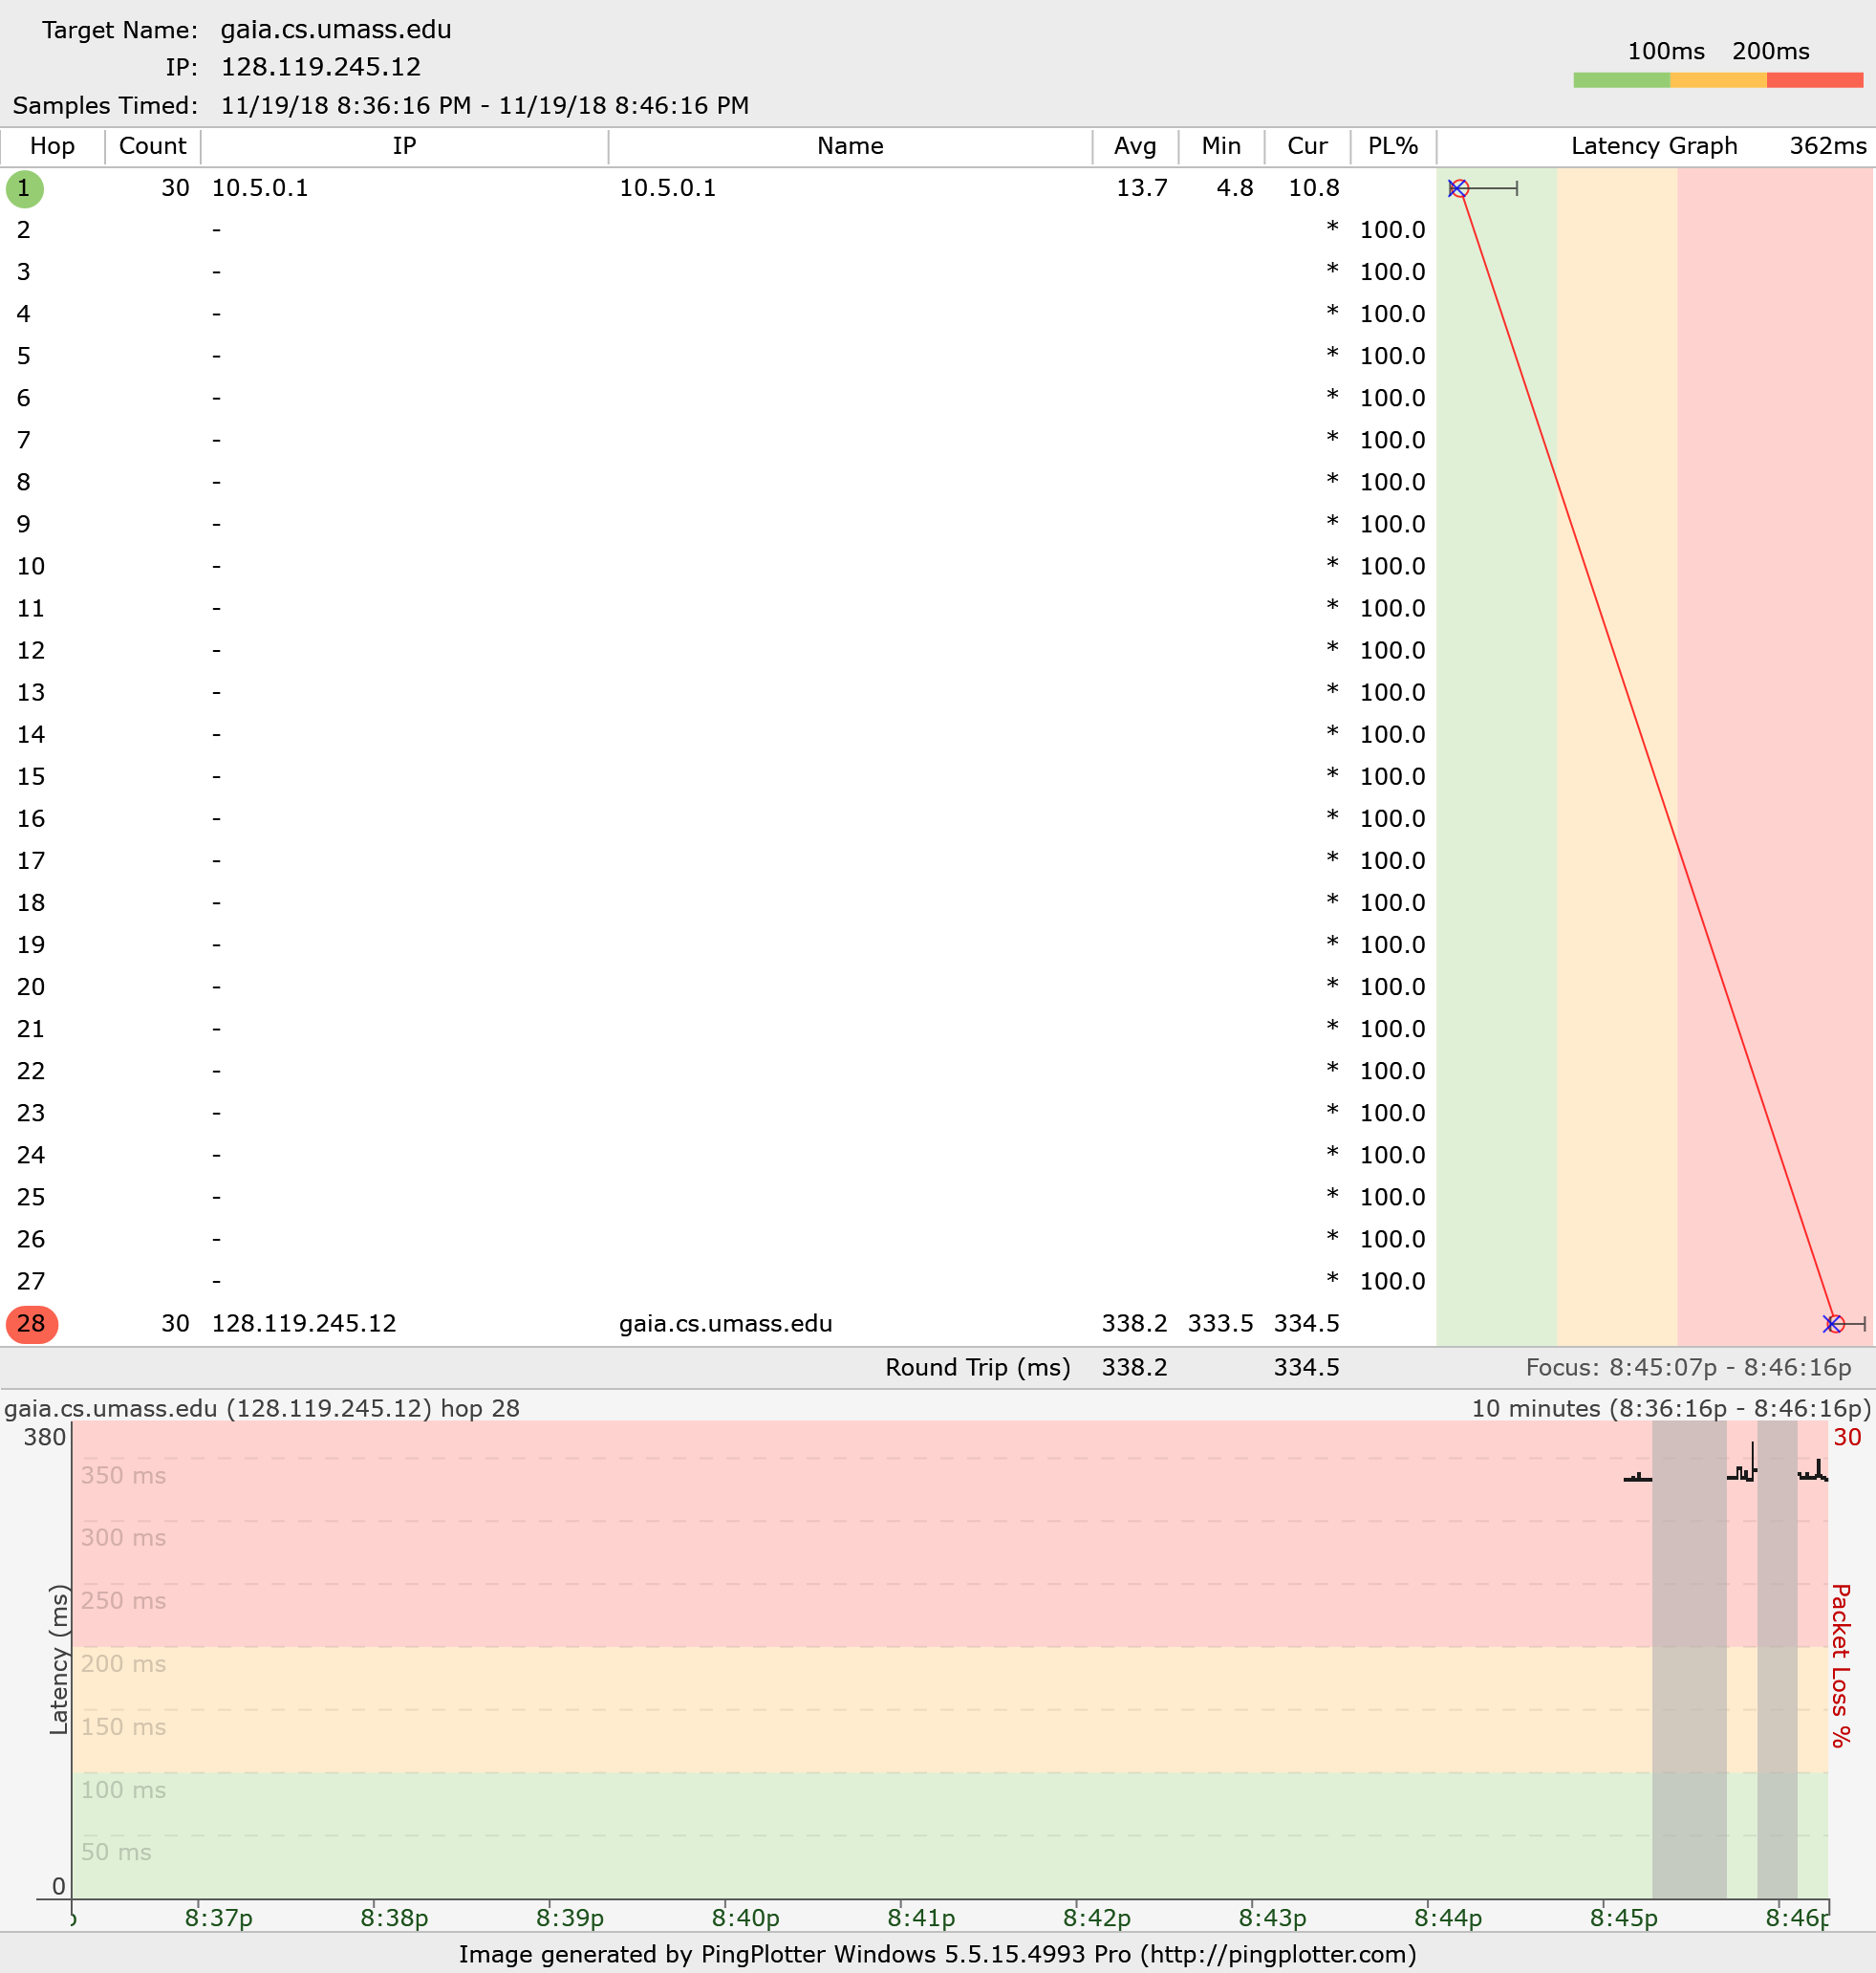 Target Name: gaia.cs.umass.edu
IP: 128.119.245.12
Samples Timed: 11/19/18 8:36:16 PM - 11/19/18 8:46:16 PM
100ms 200ms
Hop Count IP Name Avg Min Cur PL% Latency Graph 362ms
1 30 10.5.0.1 10.5.0.1 13.7 4.8 10.8
2 - * 100.0
3 - * 100.0
4 - * 100.0
5 - * 100.0
6 - * 100.0
7 - * 100.0
8 - * 100.0
9 - * 100.0
10 - * 100.0
11 - * 100.0
12 - * 100.0
13 - * 100.0
14 - * 100.0
15 - * 100.0
16 - * 100.0
17 - * 100.0
18 - * 100.0
19 - * 100.0
20 - * 100.0
21 - * 100.0
22 - * 100.0
23 - * 100.0
24 - * 100.0
25 - * 100.0
26 - * 100.0
27 - * 100.0
28 30 128.119.245.12 gaia.cs.umass.edu 338.2 333.5 334.5
Round Trip (ms) 338.2 334.5 Focus: 8:45:07p - 8:46:16p
gaia.cs.umass.edu (128.119.245.12) hop 28 10 minutes (8:36:16p - 8:46:16p)
380 30
350 ms
300 ms
250 ms
200 ms
150 ms
100 ms
50 ms
0
Latency (ms)
Packet Loss %
8:37p 8:38p 8:39p 8:40p 8:41p 8:42p 8:43p 8:44p 8:45p 8:46p
Image generated by PingPlotter Windows 5.5.15.4993 Pro (http://pingplotter.com)